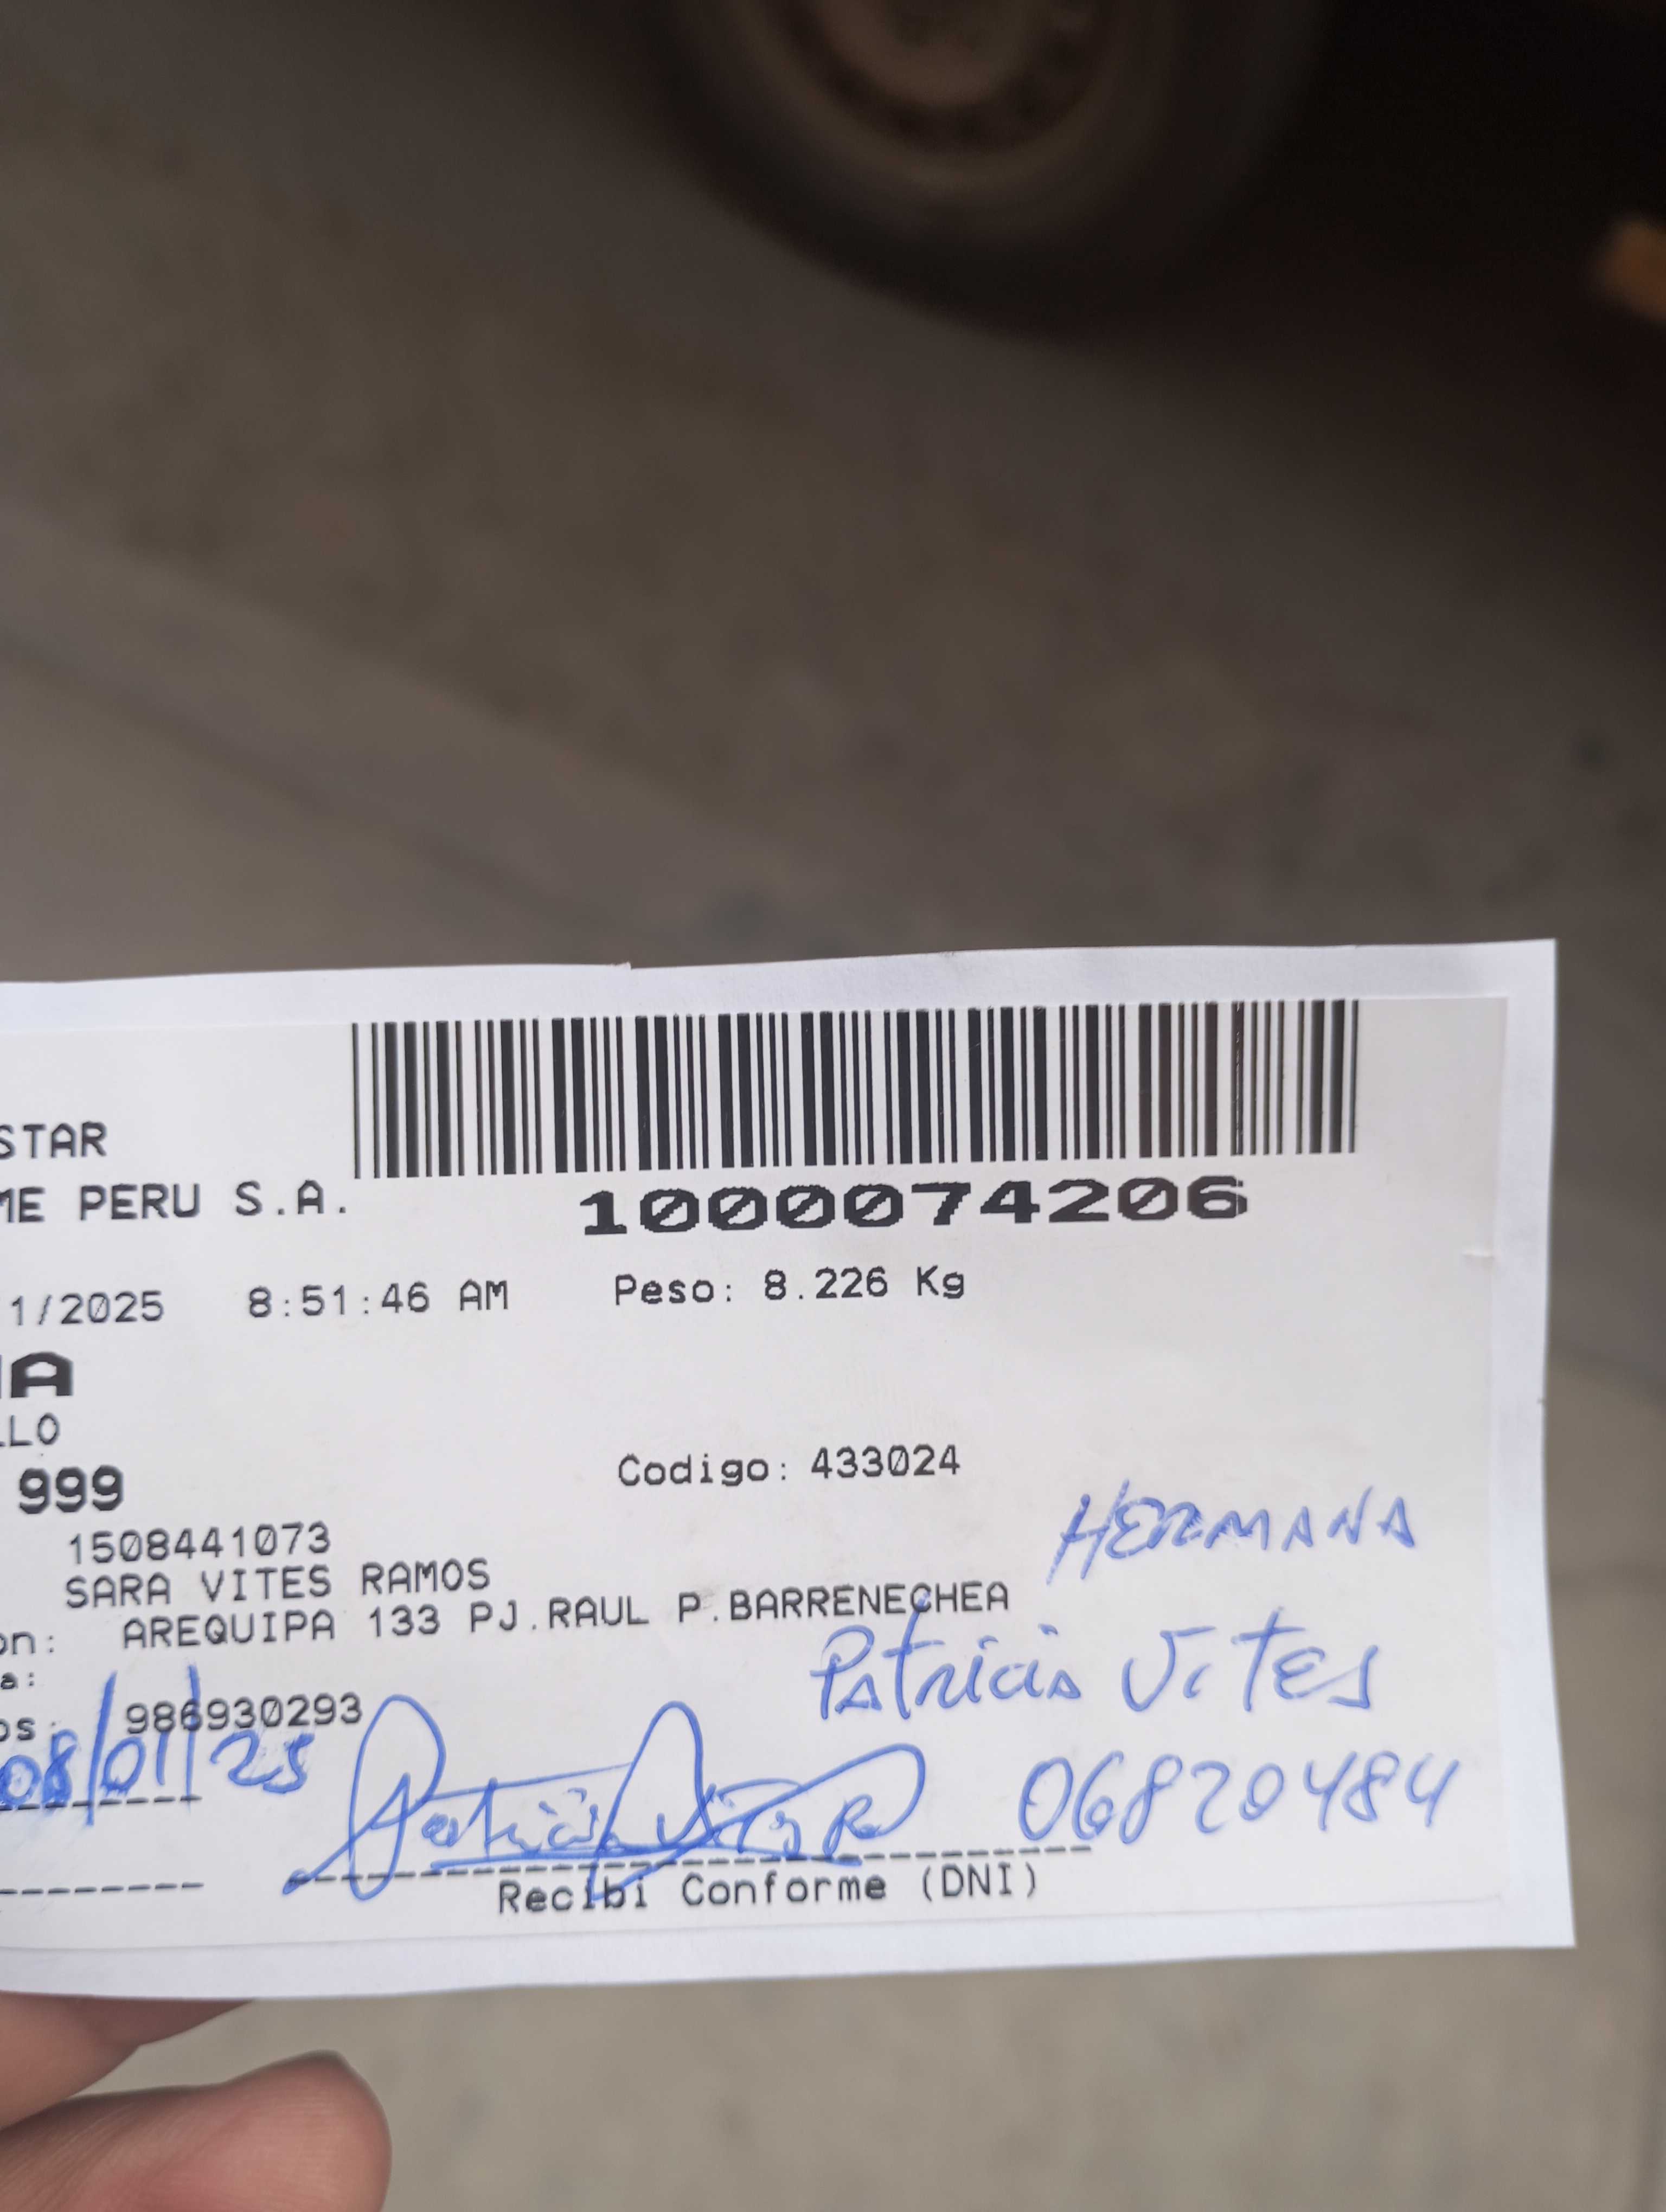 STAR
ME PERU S.A.
1000074206
1/2025 8:51:46 AM Peso: 8.226 Kg
A
LLO
999 Codigo: 433024
HERMANA
1508441073
SARA VITES RAMOS
on: AREQUIPA 133 PJ.RAUL P.BARRENECHEA
a:
Patricia Vites
os: 986930293
08/01/25
Patricia Vites R 06820484
Recibi Conforme (DNI)